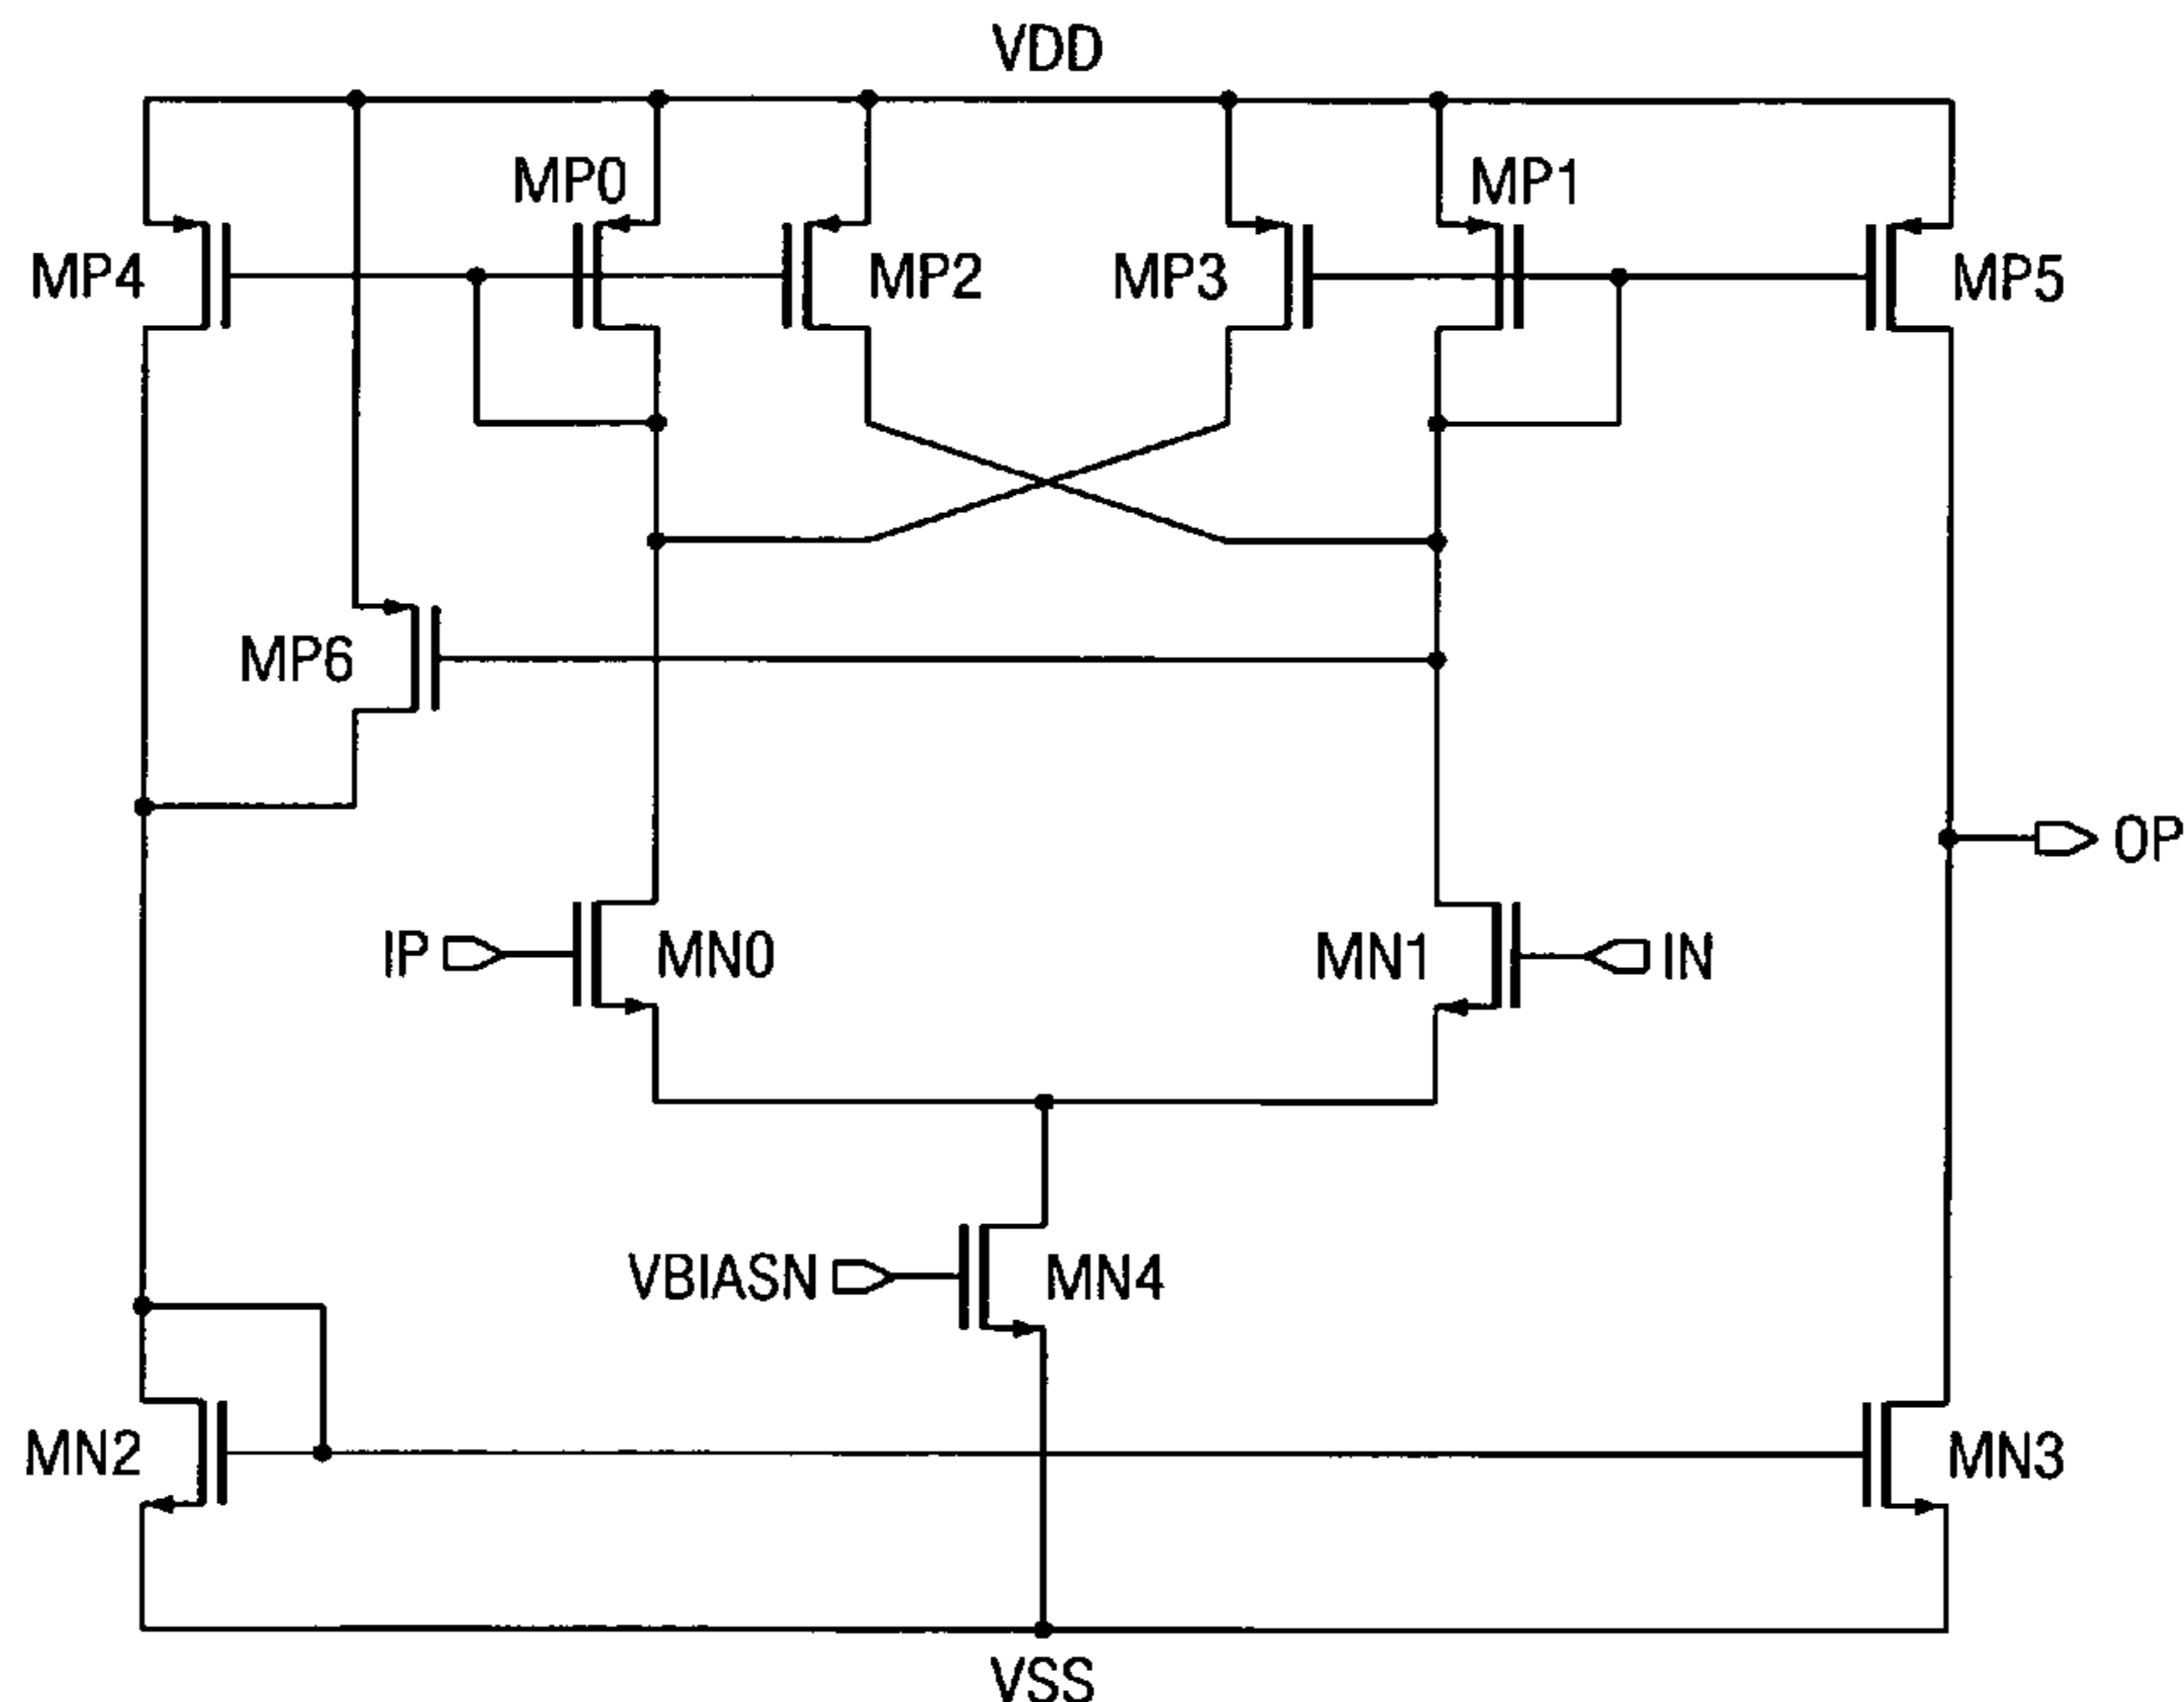 VDD
MP0
MP1
MP4
MP2
MP3
MP5
MP6
OP
IP
MN0
MN1
IN
VBIASN
MN4
MN2
MN3
VSS